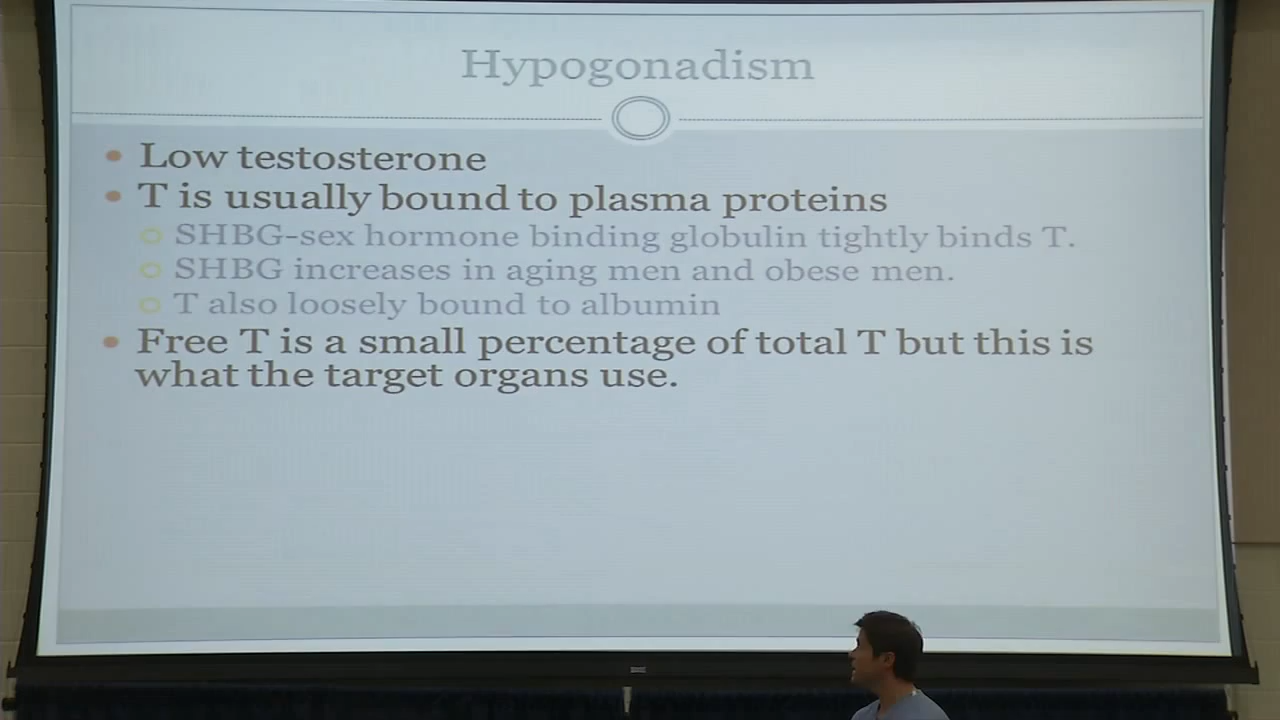 Hypogonadism
Low testosterone
T is usually bound to plasma proteins
SHBG-sex hormone binding globulin tightly binds T.
SHBG increases in aging men and obese men.
T also loosely bound to albumin
Free T is a small percentage of total T but this is
what the target organs use.